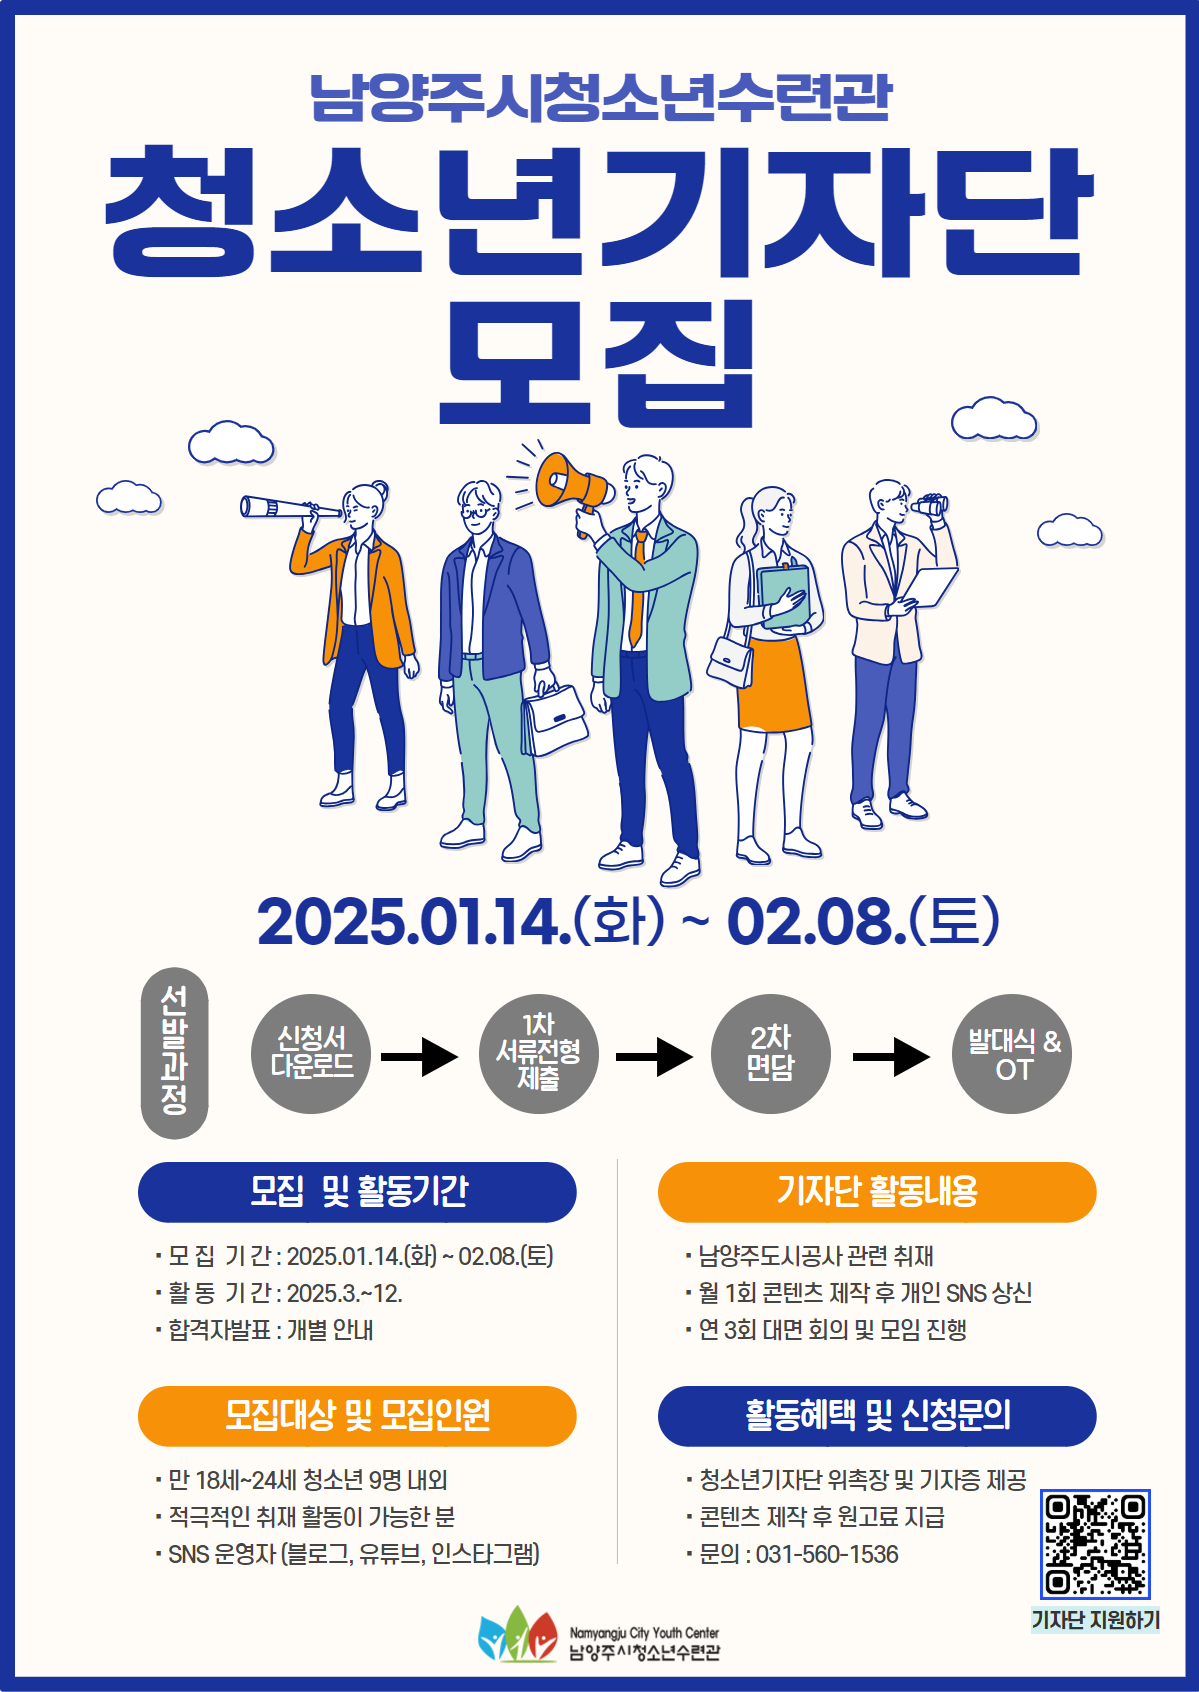 남양주시청소년수련관
청소년기자단
모집
2025.01.14.(화) ~ 02.08.(토)
선발과정
신청서
다운로드
1차
서류전형
제출
2차
면담
발대식 &
OT
모집 및 활동기간
· 모 집 기 간 : 2025.01.14.(화) ~ 02.08.(토)
· 활 동 기 간 : 2025.3.~12.
· 합격자발표 : 개별 안내
기자단 활동내용
· 남양주도시공사 관련 취재
· 월 1회 콘텐츠 제작 후 개인 SNS 상신
· 연 3회 대면 회의 및 모임 진행
모집대상 및 모집인원
· 만 18세~24세 청소년 9명 내외
· 적극적인 취재 활동이 가능한 분
· SNS 운영자 (블로그, 유튜브, 인스타그램)
활동혜택 및 신청문의
· 청소년기자단 위촉장 및 기자증 제공
· 콘텐츠 제작 후 원고료 지급
· 문의 : 031-560-1536
기자단 지원하기
Namyangju City Youth Center
남양주시청소년수련관